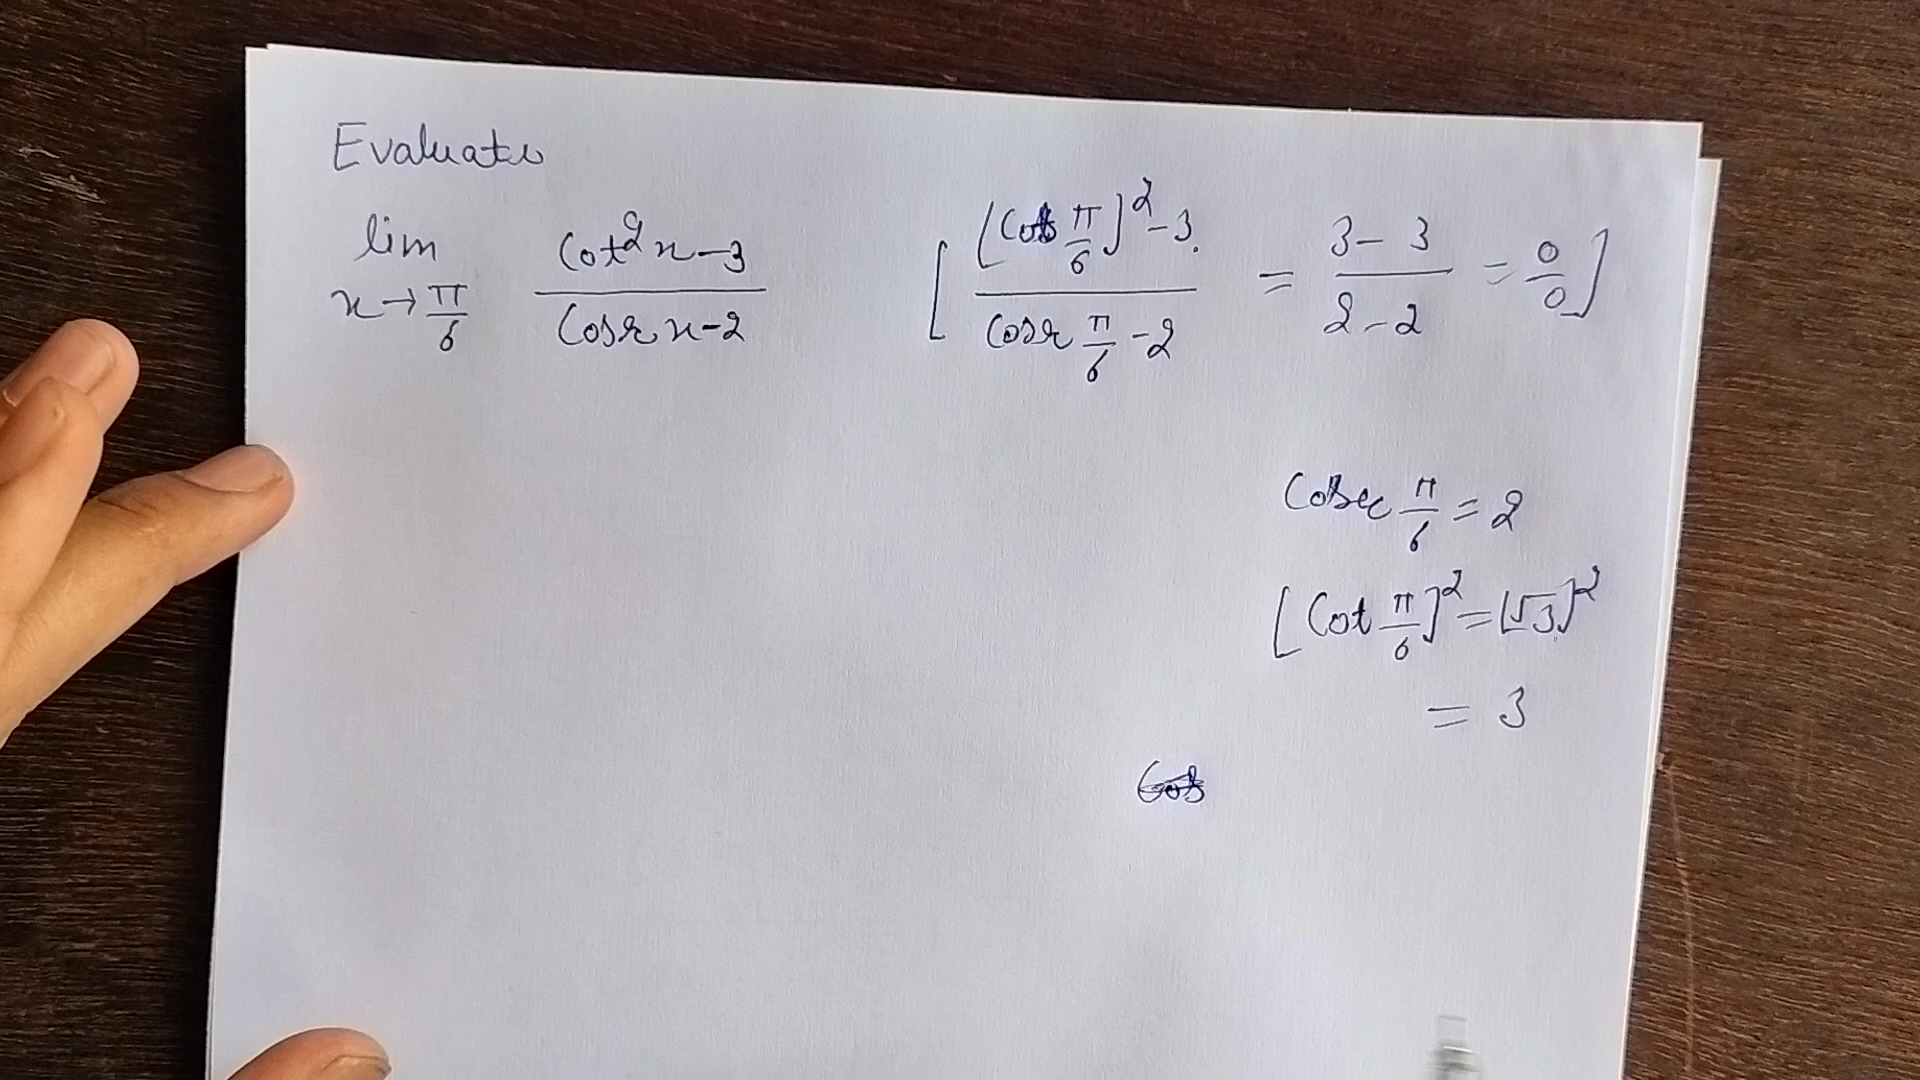 Evaluate
lim x→π/6 (Cot²x-3)/(Cosec x-2) [ ([Cot π/6]²-3.)/(Cosec π/6 -2) = (3-3)/(2-2) = 0/0 ]
Cosec π/6 = 2
[Cot π/6]² = [√3]²
= 3